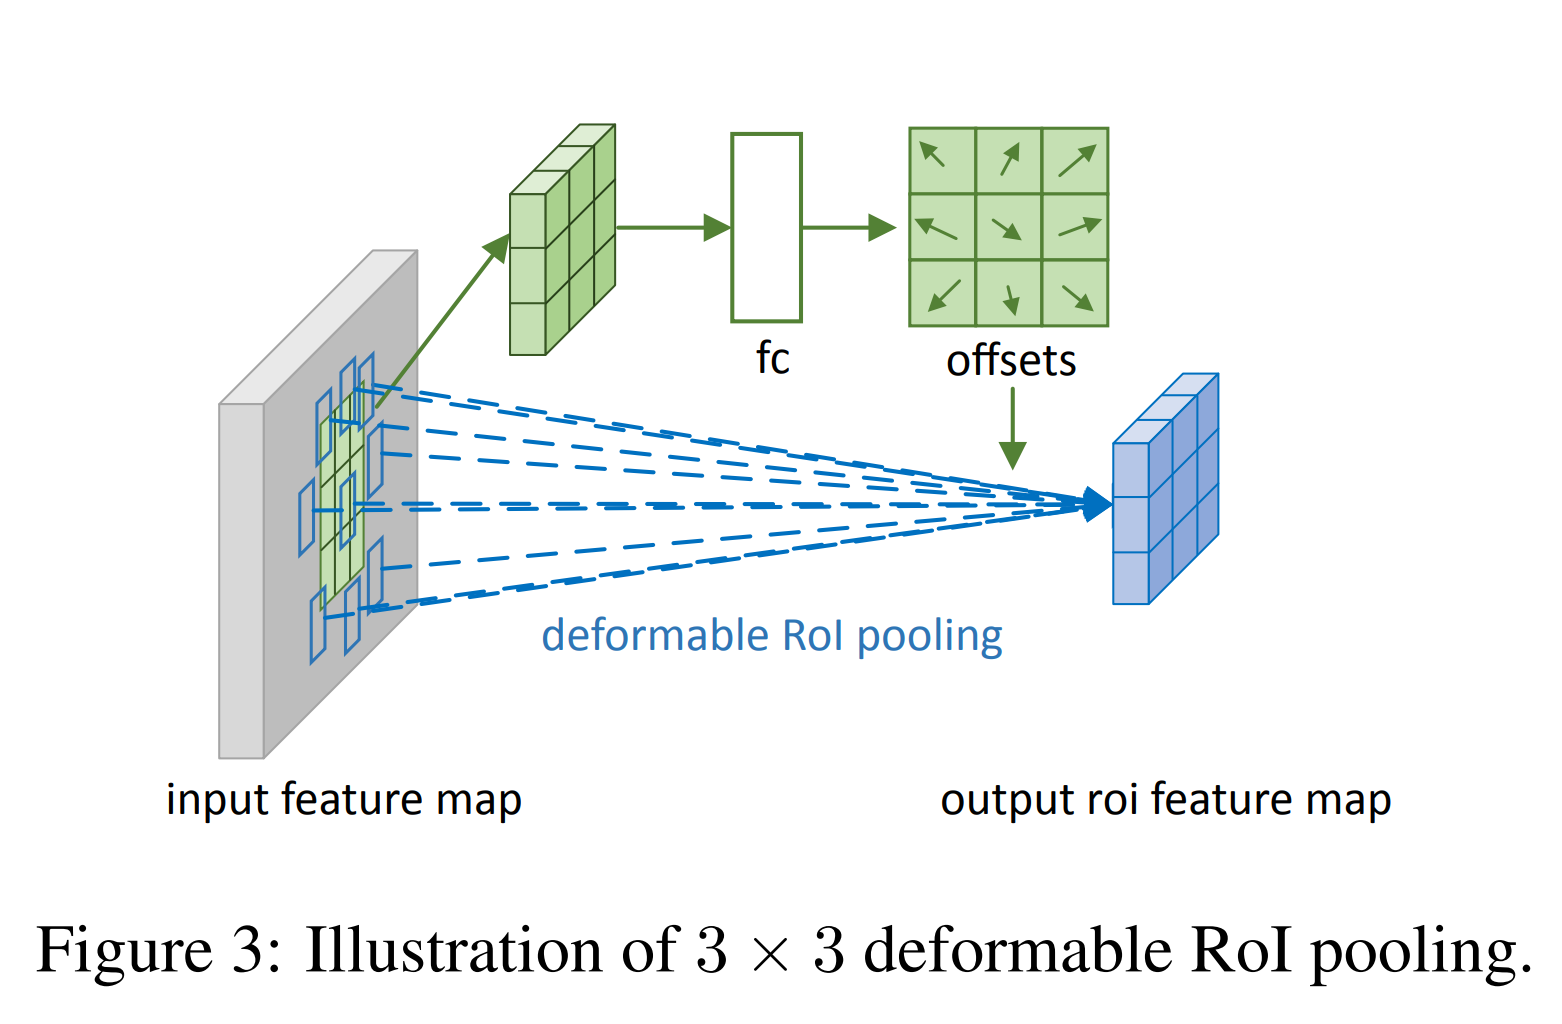 fc
offsets
deformable RoI pooling
input feature map
output roi feature map
Figure 3: Illustration of 3 × 3 deformable RoI pooling.